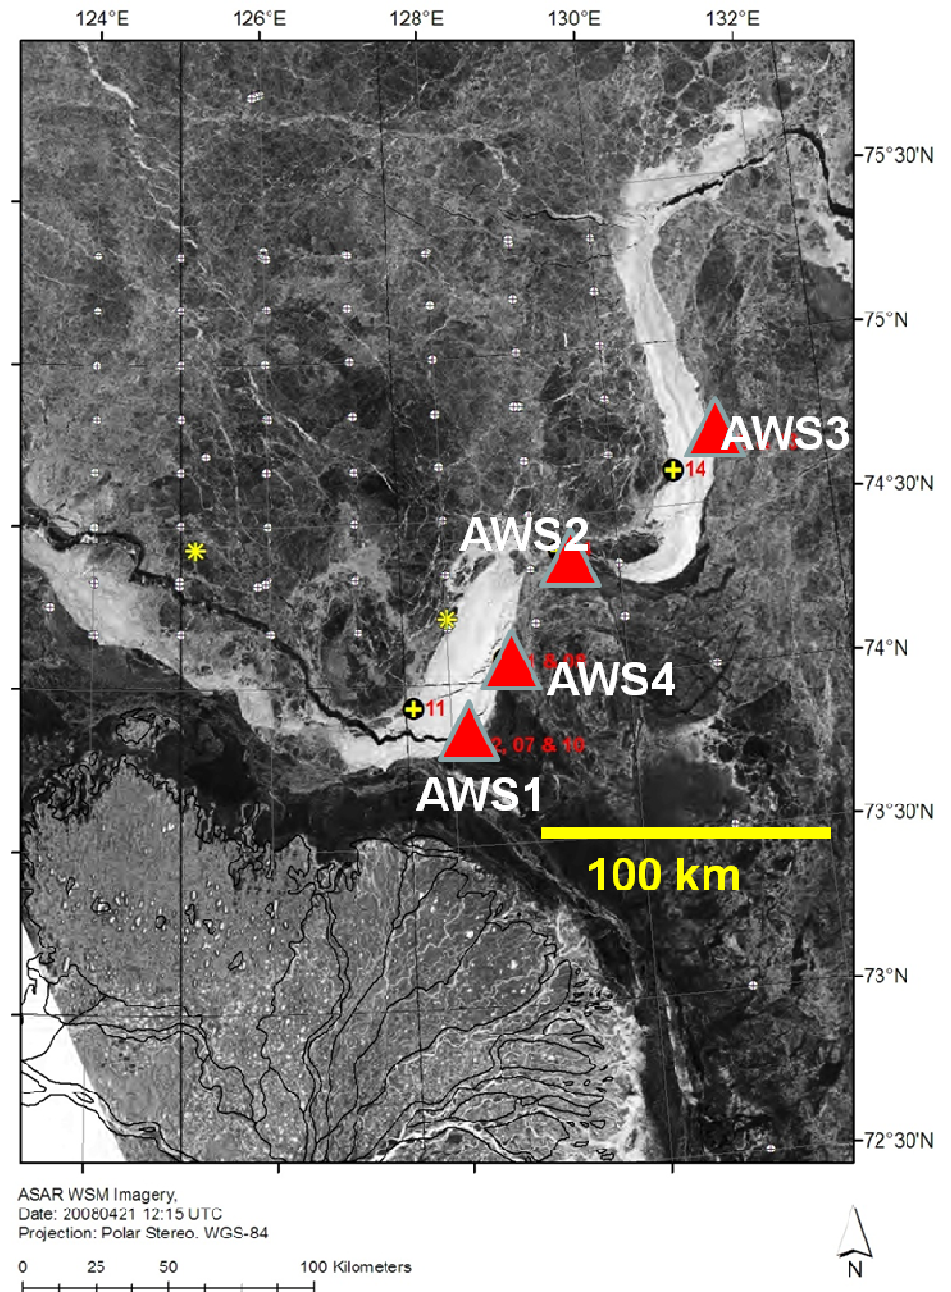 124°E 126°E 128°E 130°E 132°E
75°30'N
75°N
AWS3
14
74°30'N
AWS2
74°N
AWS4
11
2, 07 & 10
AWS1
73°30'N
100 km
73°N
72°30'N
ASAR WSM Imagery,
Date: 20080421 12:15 UTC
Projection: Polar Stereo. WGS-84
0 25 50 100 Kilometers
N